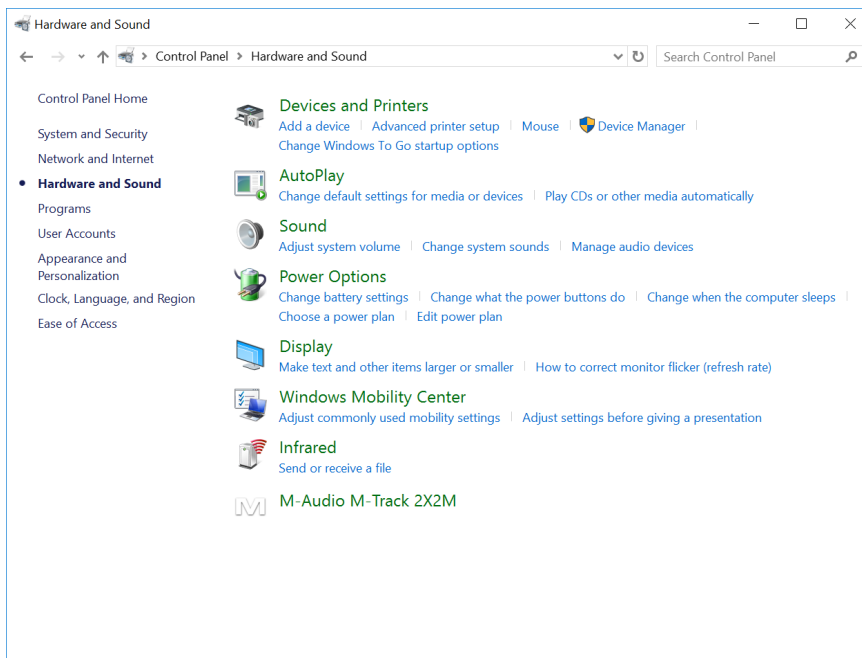 Hardware and Sound
Control Panel > Hardware and Sound
Search Control Panel
Control Panel Home
System and Security
Network and Internet
Hardware and Sound
Programs
User Accounts
Appearance and
Personalization
Clock, Language, and Region
Ease of Access
Devices and Printers
Add a device | Advanced printer setup | Mouse | Device Manager |
Change Windows To Go startup options
AutoPlay
Change default settings for media or devices | Play CDs or other media automatically
Sound
Adjust system volume | Change system sounds | Manage audio devices
Power Options
Change battery settings | Change what the power buttons do | Change when the computer sleeps |
Choose a power plan | Edit power plan
Display
Make text and other items larger or smaller | How to correct monitor flicker (refresh rate)
Windows Mobility Center
Adjust commonly used mobility settings | Adjust settings before giving a presentation
Infrared
Send or receive a file
M
M-Audio M-Track 2X2M